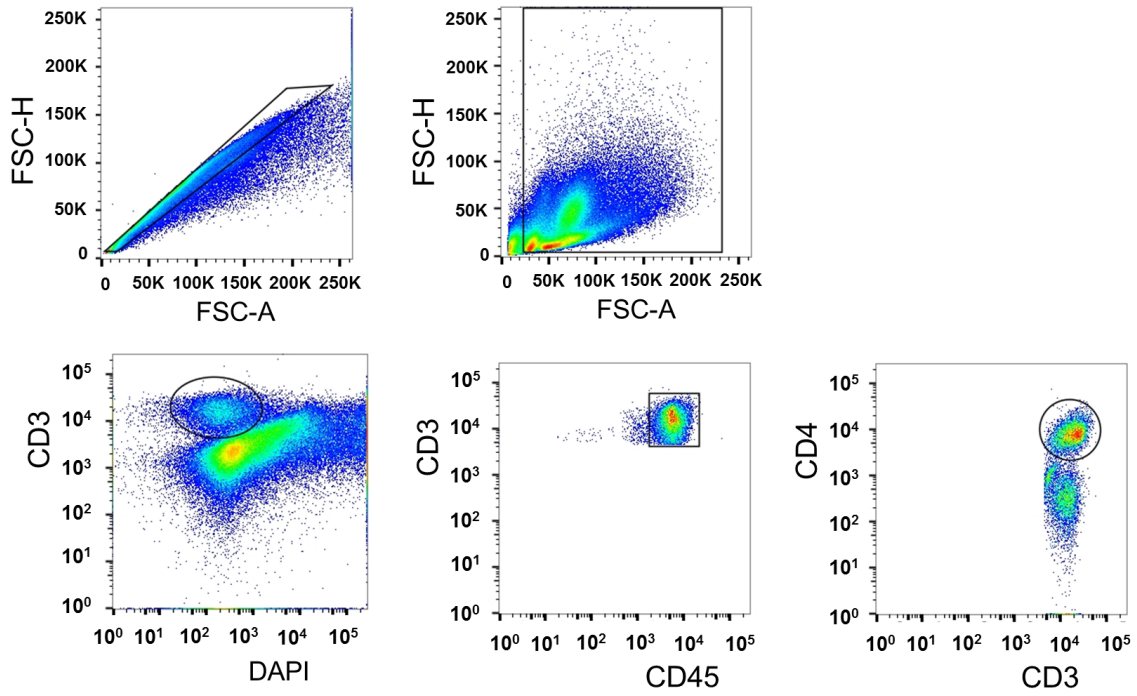 250K
200K
150K
100K
50K
0
FSC-H
0 50K 100K 150K 200K 250K
FSC-A
250K
200K
150K
100K
50K
0
FSC-H
0 50K 100K 150K 200K 250K
FSC-A
10⁵
10⁴
10³
10²
10¹
10⁰
CD3
10⁰ 10¹ 10² 10³ 10⁴ 10⁵
DAPI
10⁵
10⁴
10³
10²
10¹
10⁰
CD3
10⁰ 10¹ 10² 10³ 10⁴ 10⁵
CD45
10⁵
10⁴
10³
10²
10¹
10⁰
CD4
10⁰ 10¹ 10² 10³ 10⁴ 10⁵
CD3